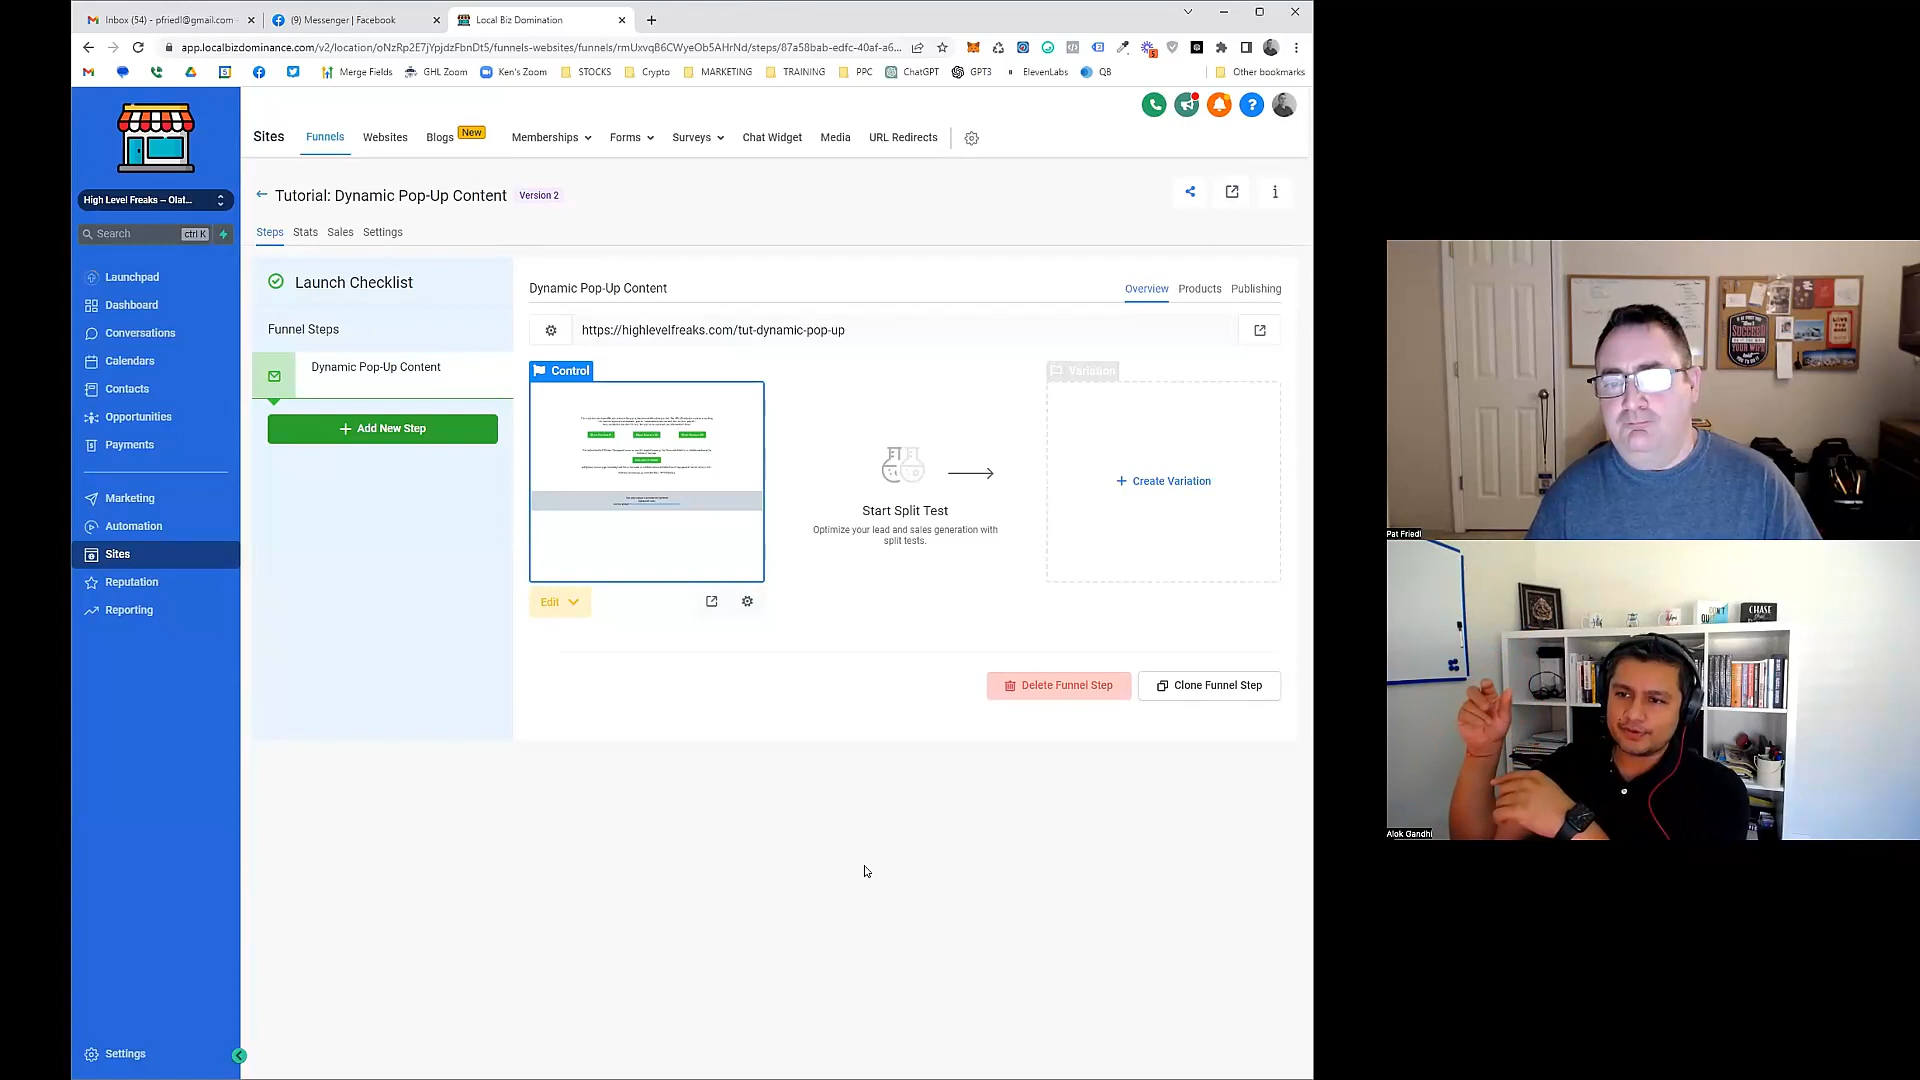 Inbox (54) - pfriedl@gmail.com
(9) Messenger | Facebook
Local Biz Domination
app.localbizdominance.com/v2/location/oNzRp2E7jYpjdzFbnDt5/funnels-websites/funnels/rmUxvqB6CWyeOb5AHrNd/steps/87a58bab-edfc-40af-a6...
Merge Fields
GHL Zoom
Ken's Zoom
STOCKS
Crypto
MARKETING
TRAINING
PPC
ChatGPT
GPT3
ElevenLabs
QB
Other bookmarks
Sites
Funnels
Websites
Blogs New
Memberships
Forms
Surveys
Chat Widget
Media
URL Redirects
High Level Freaks – Olat...
Search ctrl K
Launchpad
Dashboard
Conversations
Calendars
Contacts
Opportunities
Payments
Marketing
Automation
Sites
Reputation
Reporting
Settings
Tutorial: Dynamic Pop-Up Content Version 2
Steps Stats Sales Settings
Launch Checklist
Funnel Steps
Dynamic Pop-Up Content
+ Add New Step
Dynamic Pop-Up Content
Overview Products Publishing
https://highlevelfreaks.com/tut-dynamic-pop-up
Control
Variation
Start Split Test
Optimize your lead and sales generation with
split tests.
+ Create Variation
Edit
Delete Funnel Step
Clone Funnel Step
Pat Friedl
SUCCEED
YOUR WIFE
CHASE
Alok Gandhi